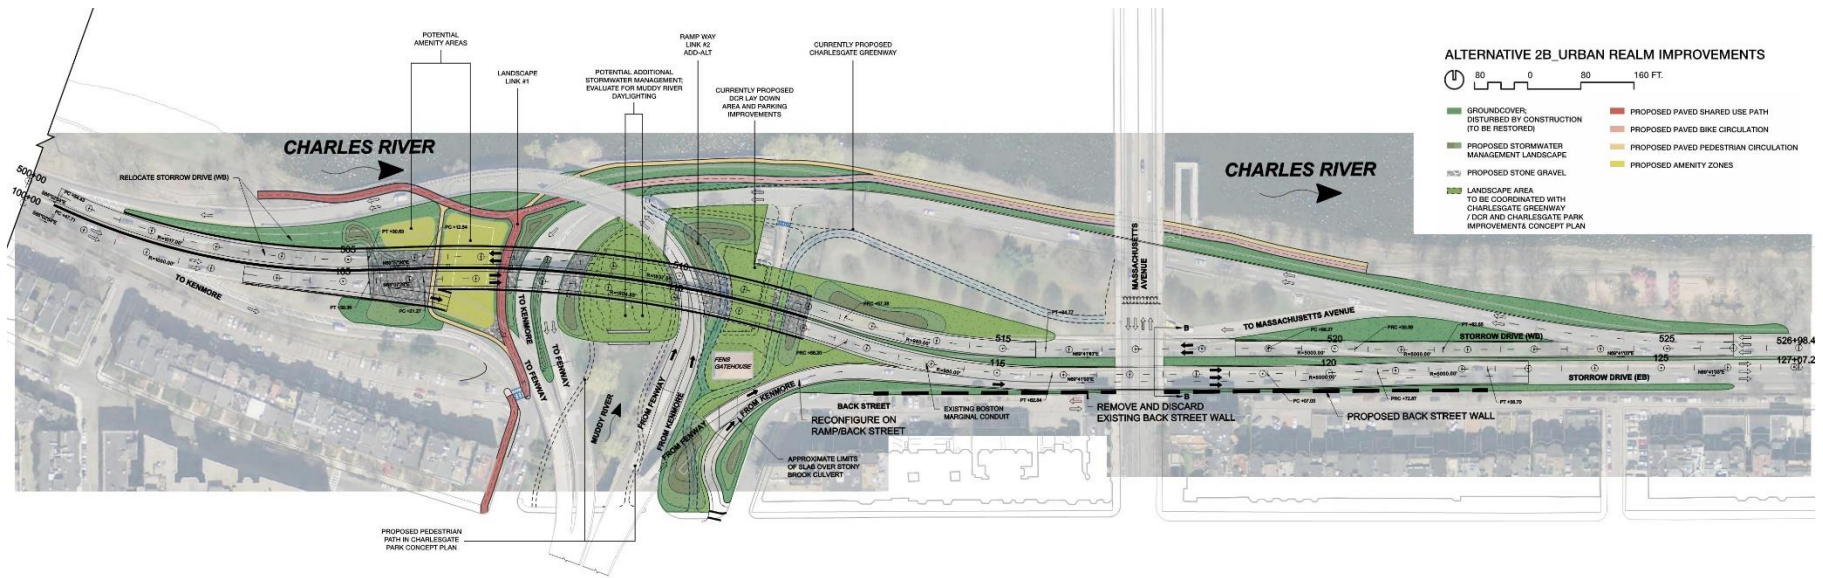 ALTERNATIVE 2B_URBAN REALM IMPROVEMENTS
80 0 80 160 FT.
GROUNDCOVER;
DISTURBED BY CONSTRUCTION
(TO BE RESTORED)
PROPOSED STORMWATER
MANAGEMENT LANDSCAPE
PROPOSED STONE GRAVEL
LANDSCAPE AREA
TO BE COORDINATED WITH
CHARLESGATE GREENWAY
/ DCR AND CHARLESGATE PARK
IMPROVEMENT& CONCEPT PLAN
PROPOSED PAVED SHARED USE PATH
PROPOSED PAVED BIKE CIRCULATION
PROPOSED PAVED PEDESTRIAN CIRCULATION
PROPOSED AMENITY ZONES
POTENTIAL
AMENITY AREAS
LANDSCAPE
LINK #1
POTENTIAL ADDITIONAL
STORMWATER MANAGEMENT;
EVALUATE FOR MUDDY RIVER
DAYLIGHTING
RAMP WAY
LINK #2
ADD-ALT
CURRENTLY PROPOSED
DCR LAY DOWN
AREA AND PARKING
IMPROVEMENTS
CURRENTLY PROPOSED
CHARLESGATE GREENWAY
CHARLES RIVER
CHARLES RIVER
500+00
100+00
RELOCATE STORROW DRIVE (WB)
TO KENMORE
TO KENMORE
TO FENWAY
TO FENWAY
MUDDY RIVER
FROM FENWAY
FROM KENMORE
FROM FENWAY
FROM KENMORE
FENS
GATEHOUSE
MASSACHUSETTS
AVENUE
515
115
TO MASSACHUSETTS AVENUE
520
120
STORROW DRIVE (WB)
525
125
526+98.4
127+07.2
STORROW DRIVE (EB)
B
B
BACK STREET
RECONFIGURE ON
RAMP/BACK STREET
EXISTING BOSTON
MARGINAL CONDUIT
REMOVE AND DISCARD
EXISTING BACK STREET WALL
PROPOSED BACK STREET WALL
APPROXIMATE LIMITS
OF SLAB OVER STONY
BROOK CULVERT
PROPOSED PEDESTRIAN
PATH IN CHARLESGATE
PARK CONCEPT PLAN